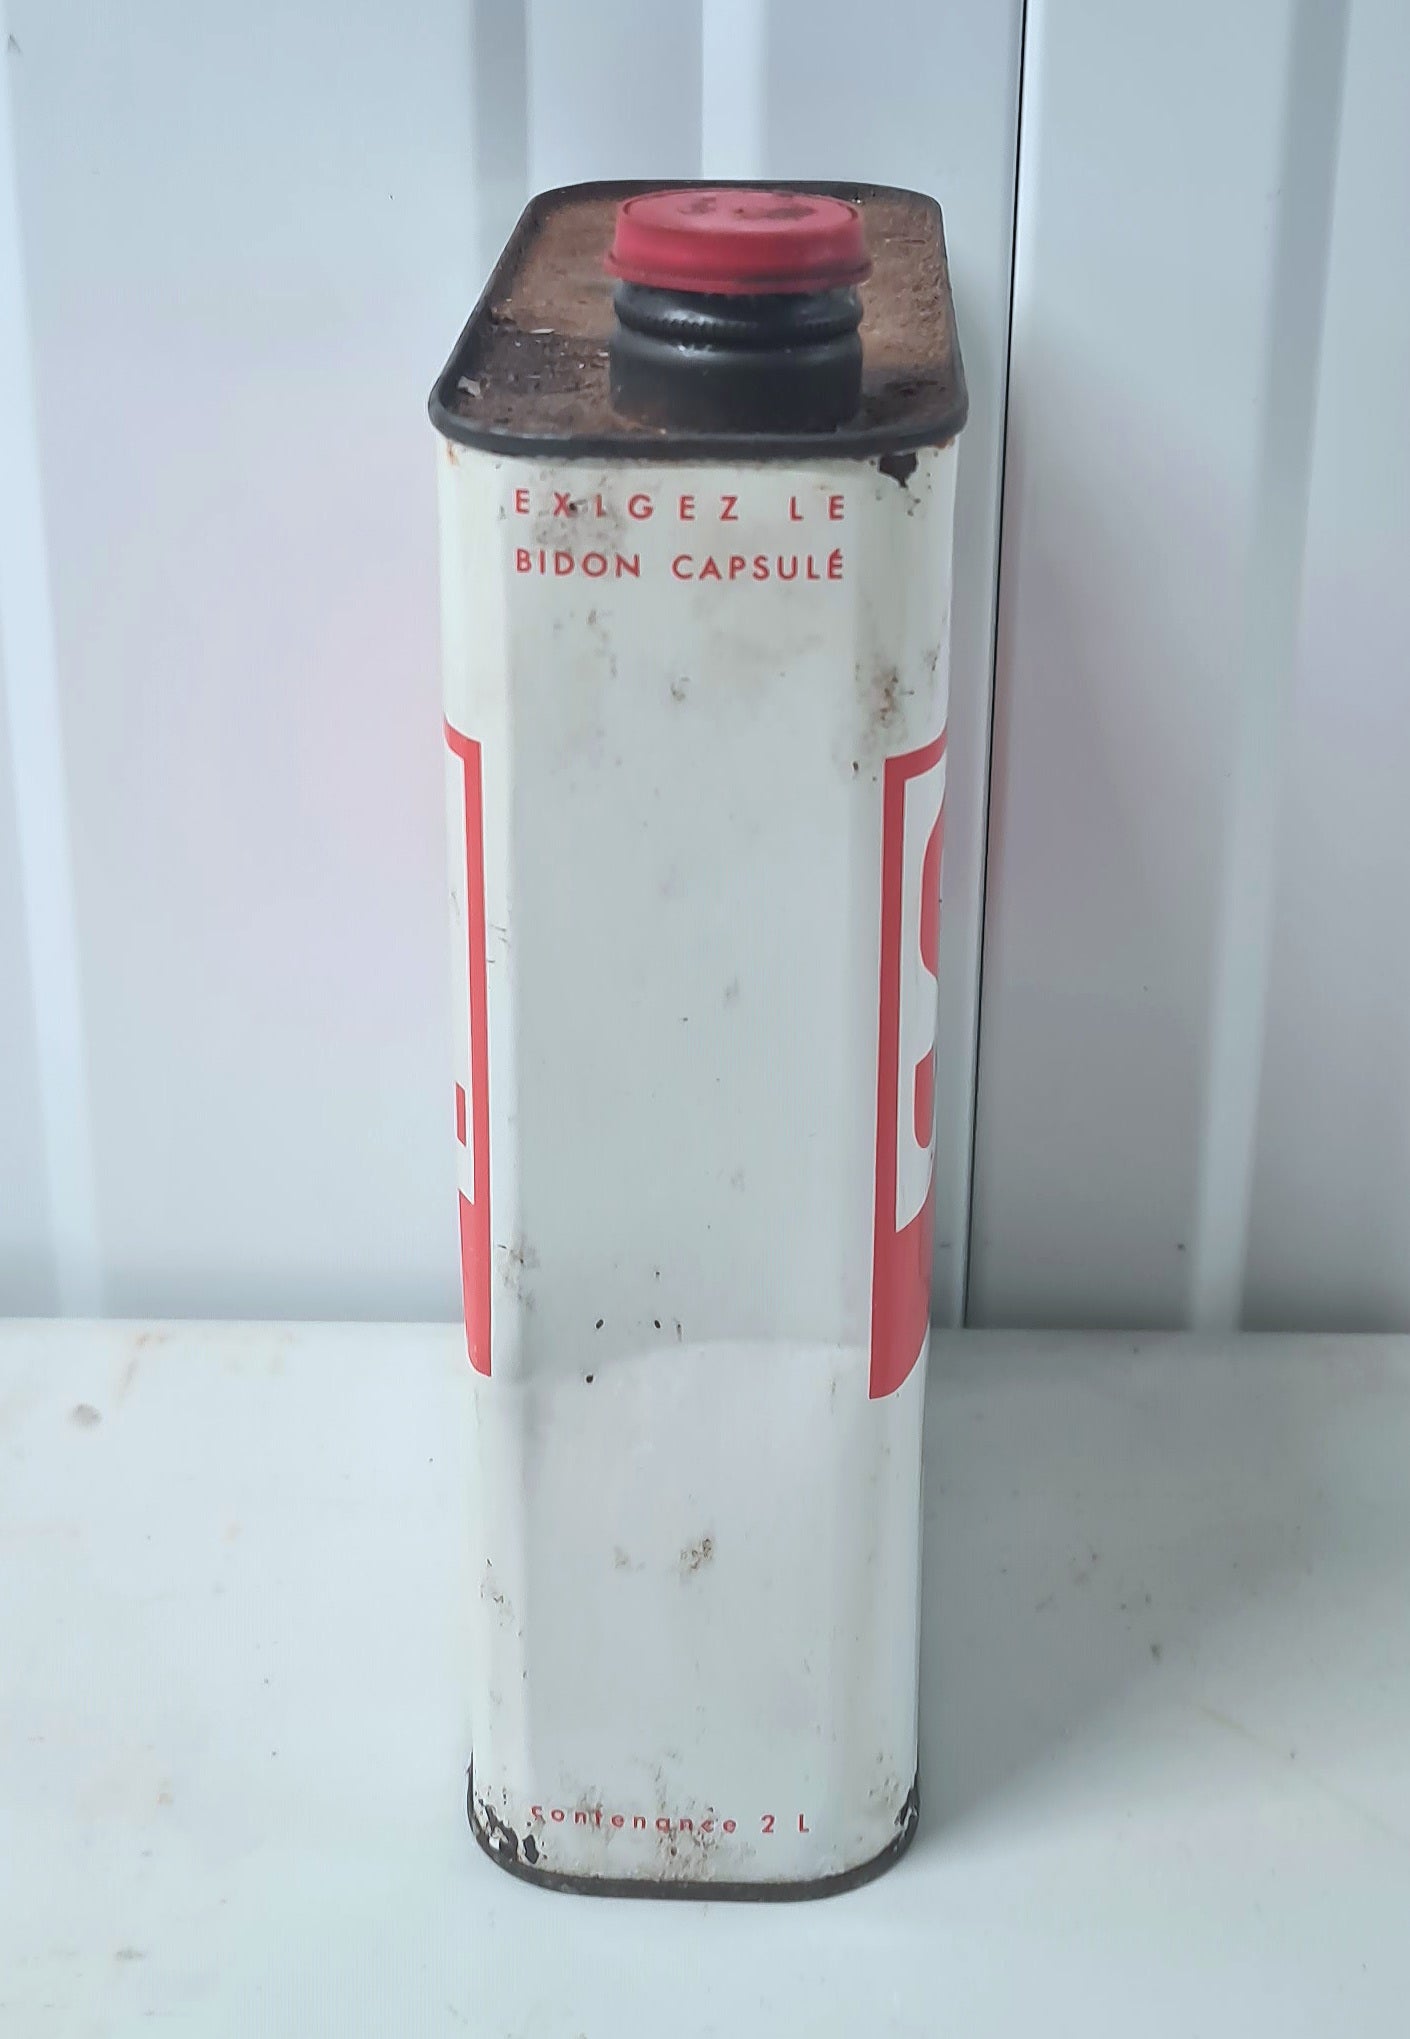 EXIGEZ LE
BIDON CAPSULÉ
S
contenance 2 L